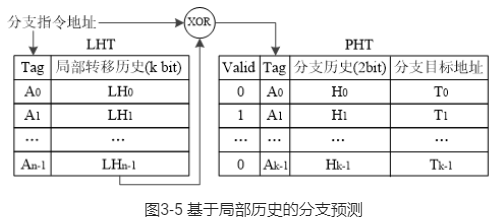 分支指令地址 XOR
LHT PHT
Tag 局部转移历史(k bit) Valid Tag 分支历史(2bit) 分支目标地址
A0 LH0 0 A0 H0 T0
A1 LH1 1 A1 H1 T1
... ... ... ... ...
An-1 LHn-1 0 Ak-1 Hk-1 Tk-1
图3-5 基于局部历史的分支预测